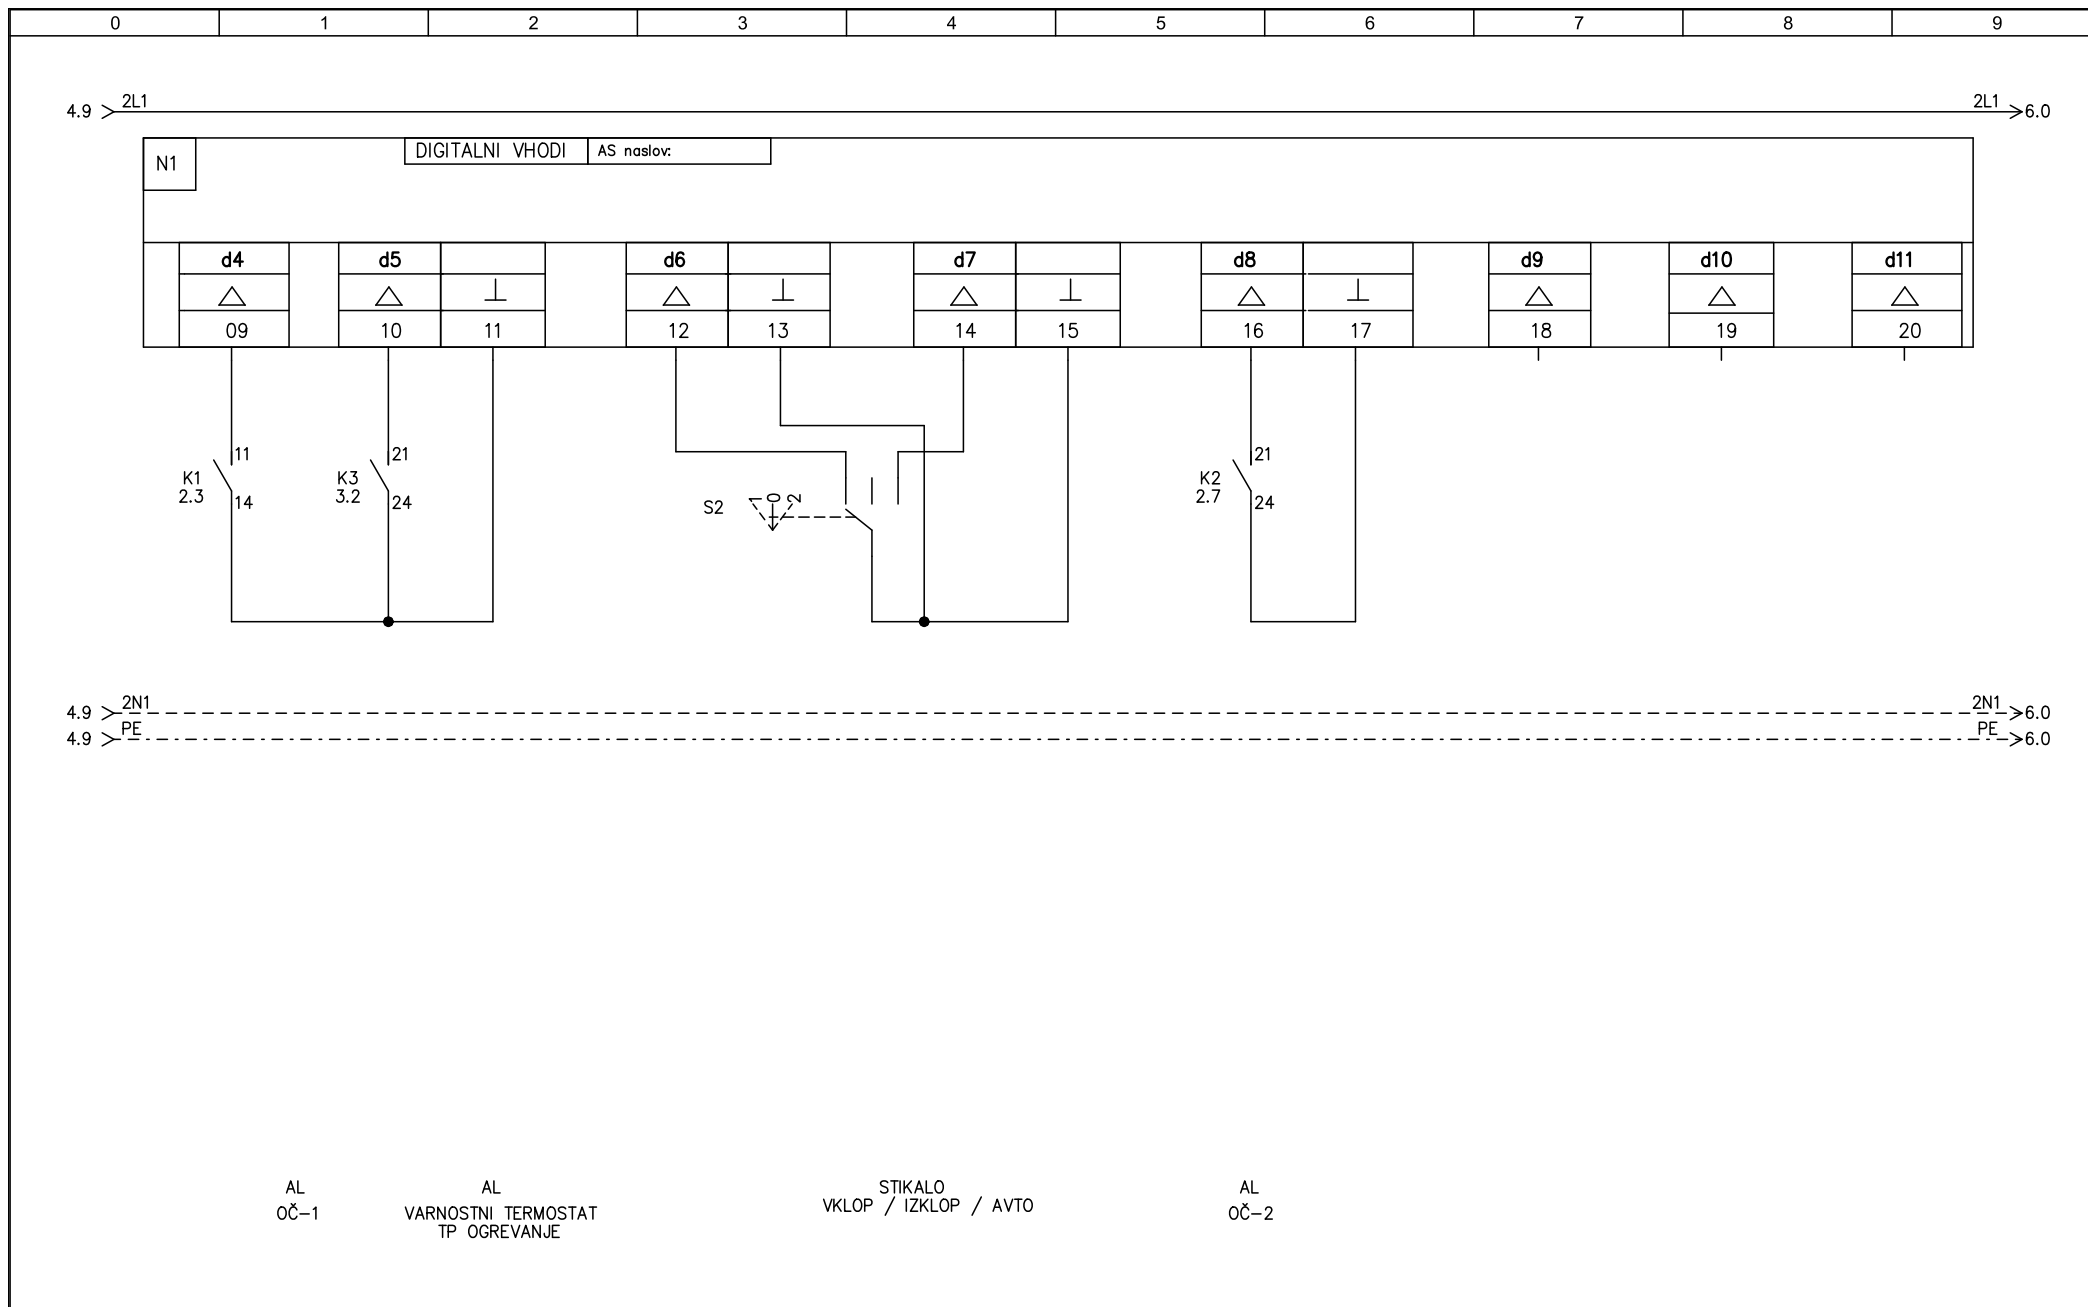 0 1 2 3 4 5 6 7 8 9
2L1 2L1
4.9 6.0
N1 DIGITALNI VHODI AS naslov:
d4 d5 d6 d7 d8 d9 d10 d11
09 10 11 12 13 14 15 16 17 18 19 20
11 21 21
K1 K3 K2
2.3 3.2 2.7
1 0 2
14 24 S2 24
2N1 2N1
4.9 6.0
PE PE
4.9 6.0
AL AL STIKALO AL
VKLOP / IZKLOP / AVTO
OČ-1 VARNOSTNI TERMOSTAT OČ-2
TP OGREVANJE